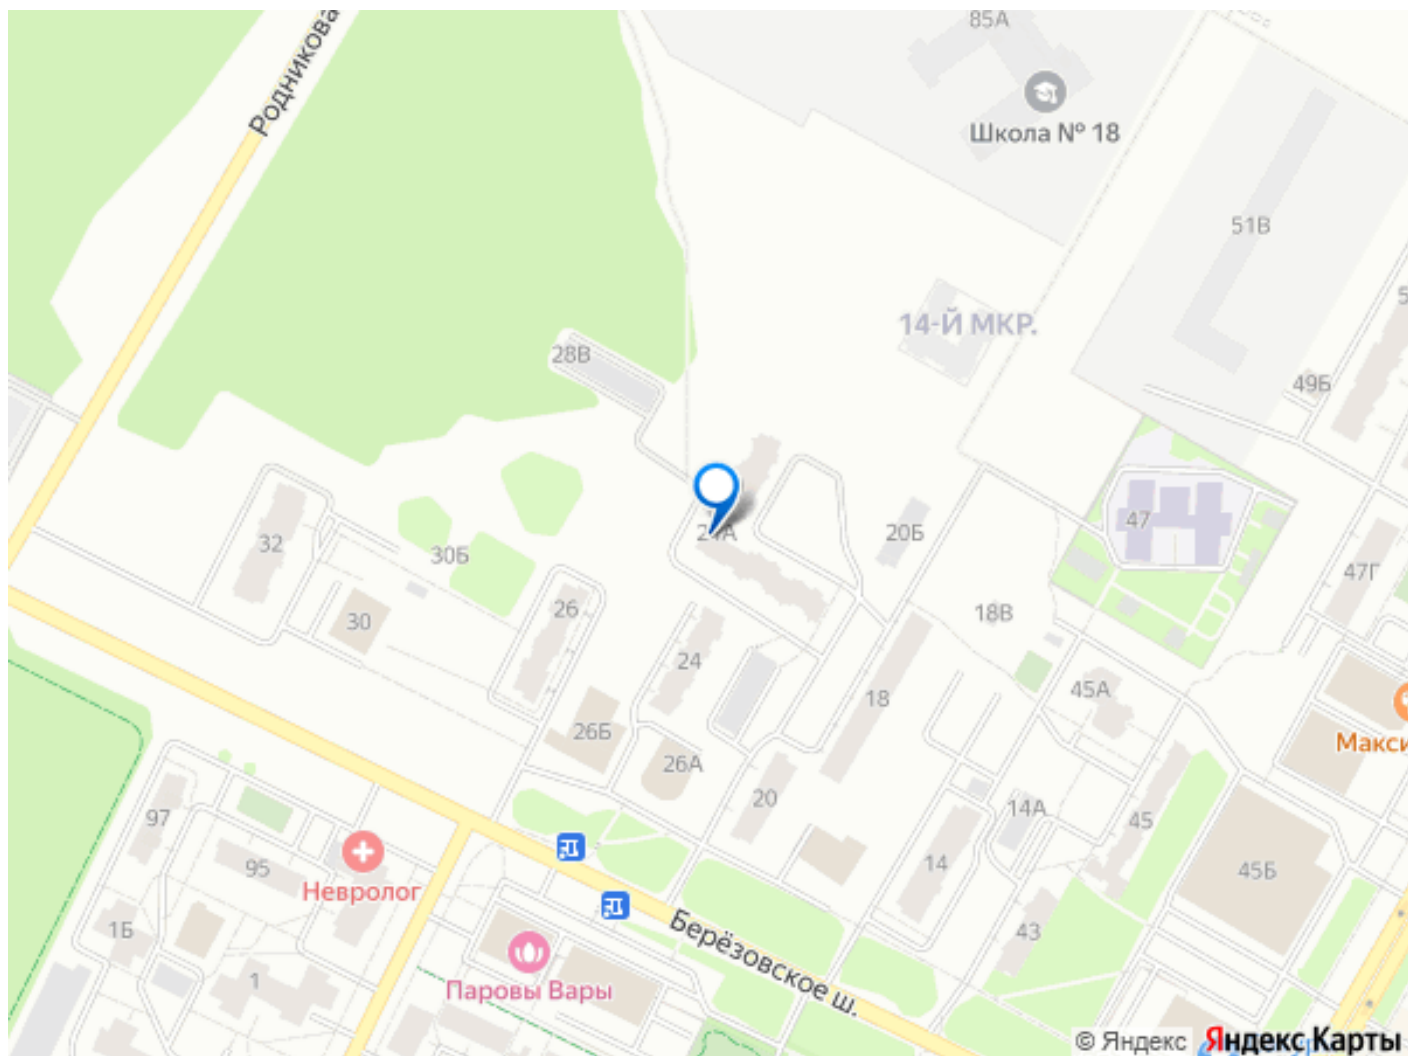 85А
Родникова
Школа № 18
51В
14-Й МКР.
28В
49Б
32
30Б
20Б
47
47Г
30
26
24
18В
18
45А
26Б
26А
20
14А
45
Макси
97
95
Невролог
14
45Б
1Б
43
Берёзовское ш.
1
Паровы Вары
© Яндекс
Яндекс Карты